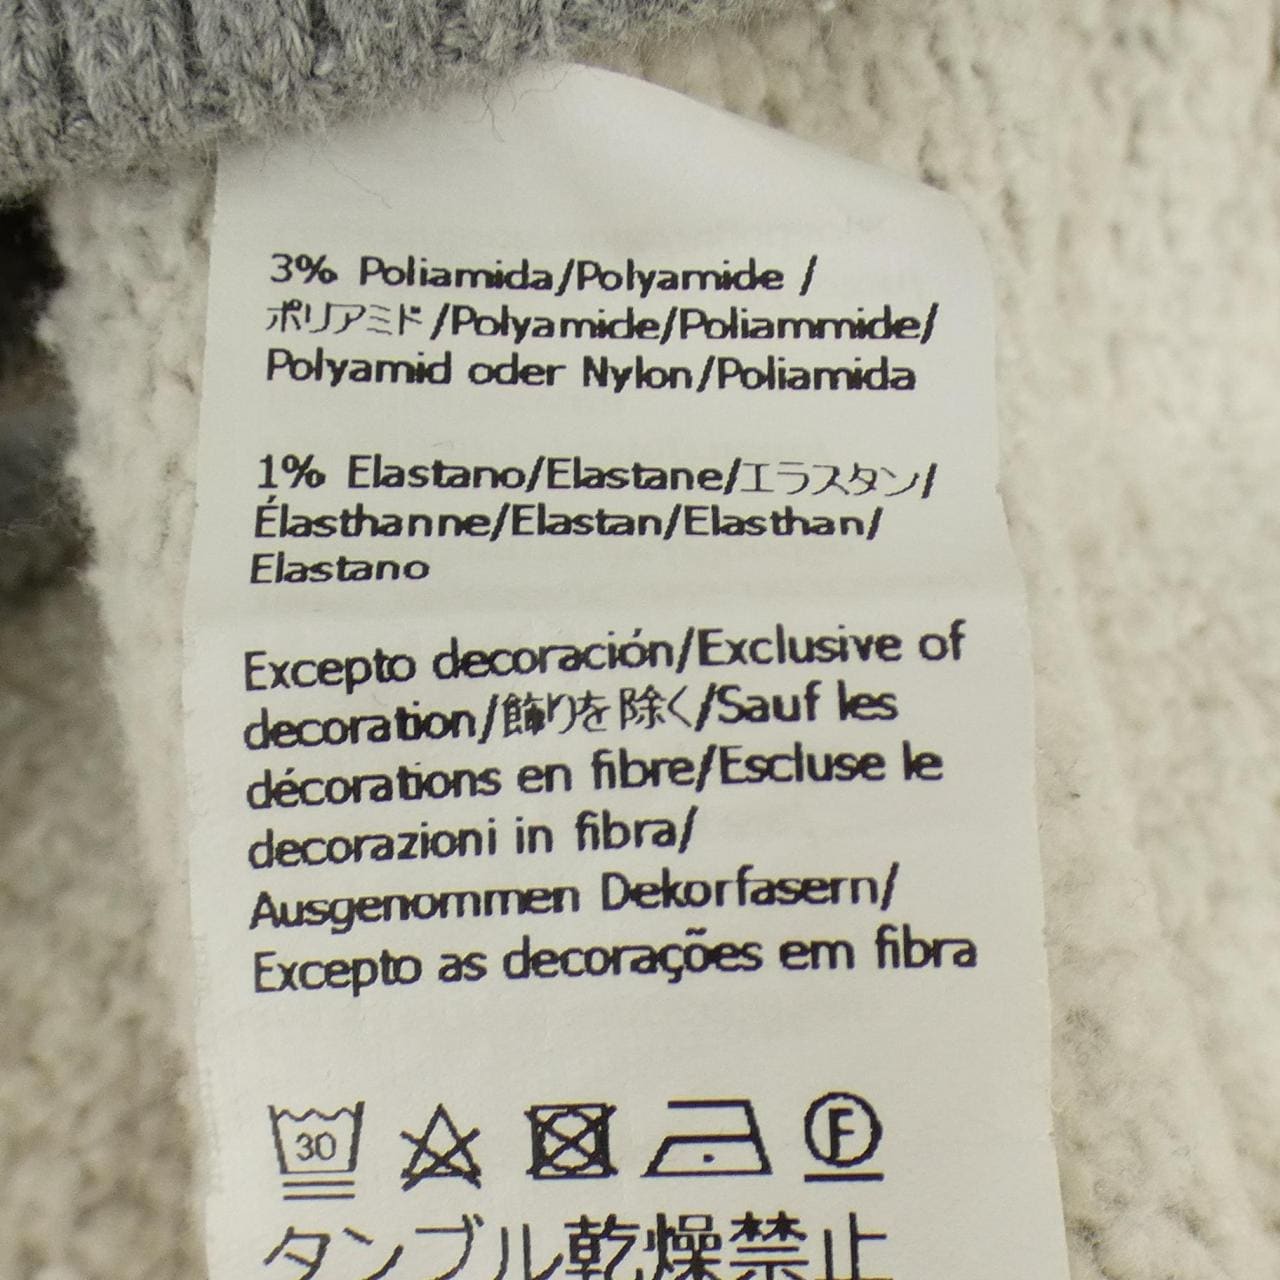 3% Poliamida/Polyamide /
ポリアミド/Polyamide/Poliammide/
Polyamid oder Nylon/Poliamida
1% Elastano/Elastane/エラスタン/
Élasthanne/Elastan/Elasthan/
Elastano
Excepto decoración/Exclusive of
decoration/飾りを除く/Sauf les
décorations en fibre/Escluse le
decorazioni in fibra/
Ausgenommen Dekorfasern/
Excepto as decorações em fibra
30 F
タンブル乾燥禁止